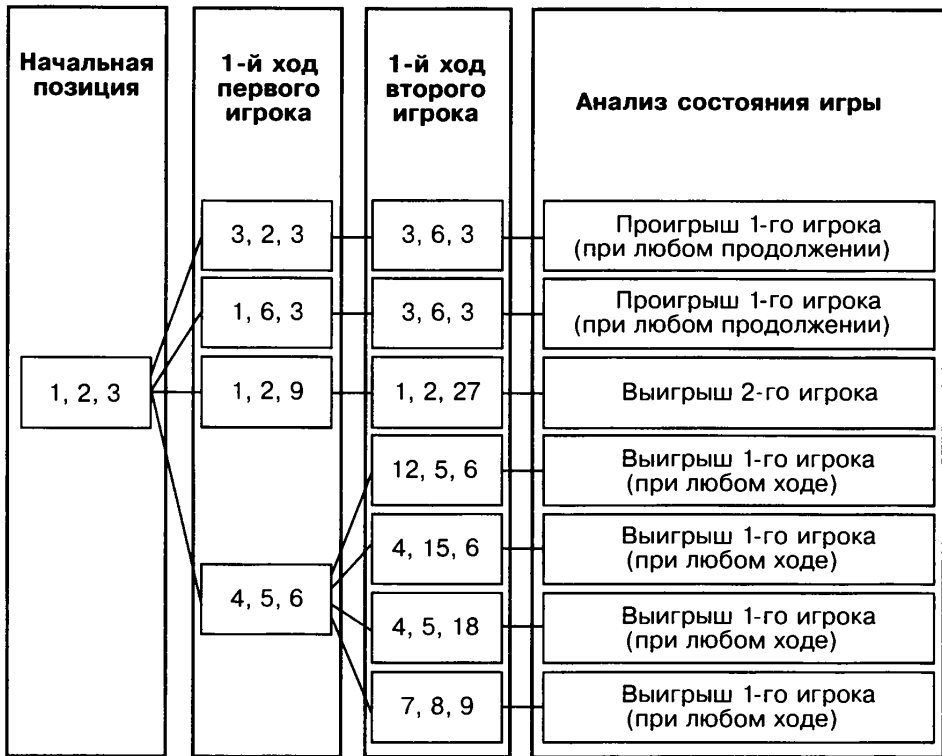 Начальная
позиция
1-й ход
первого
игрока
1-й ход
второго
игрока
Анализ состояния игры
1, 2, 3
3, 2, 3
3, 6, 3
Проигрыш 1-го игрока
(при любом продолжении)
1, 6, 3
3, 6, 3
Проигрыш 1-го игрока
(при любом продолжении)
1, 2, 9
1, 2, 27
Выигрыш 2-го игрока
4, 5, 6
12, 5, 6
Выигрыш 1-го игрока
(при любом ходе)
4, 15, 6
Выигрыш 1-го игрока
(при любом ходе)
4, 5, 18
Выигрыш 1-го игрока
(при любом ходе)
7, 8, 9
Выигрыш 1-го игрока
(при любом ходе)